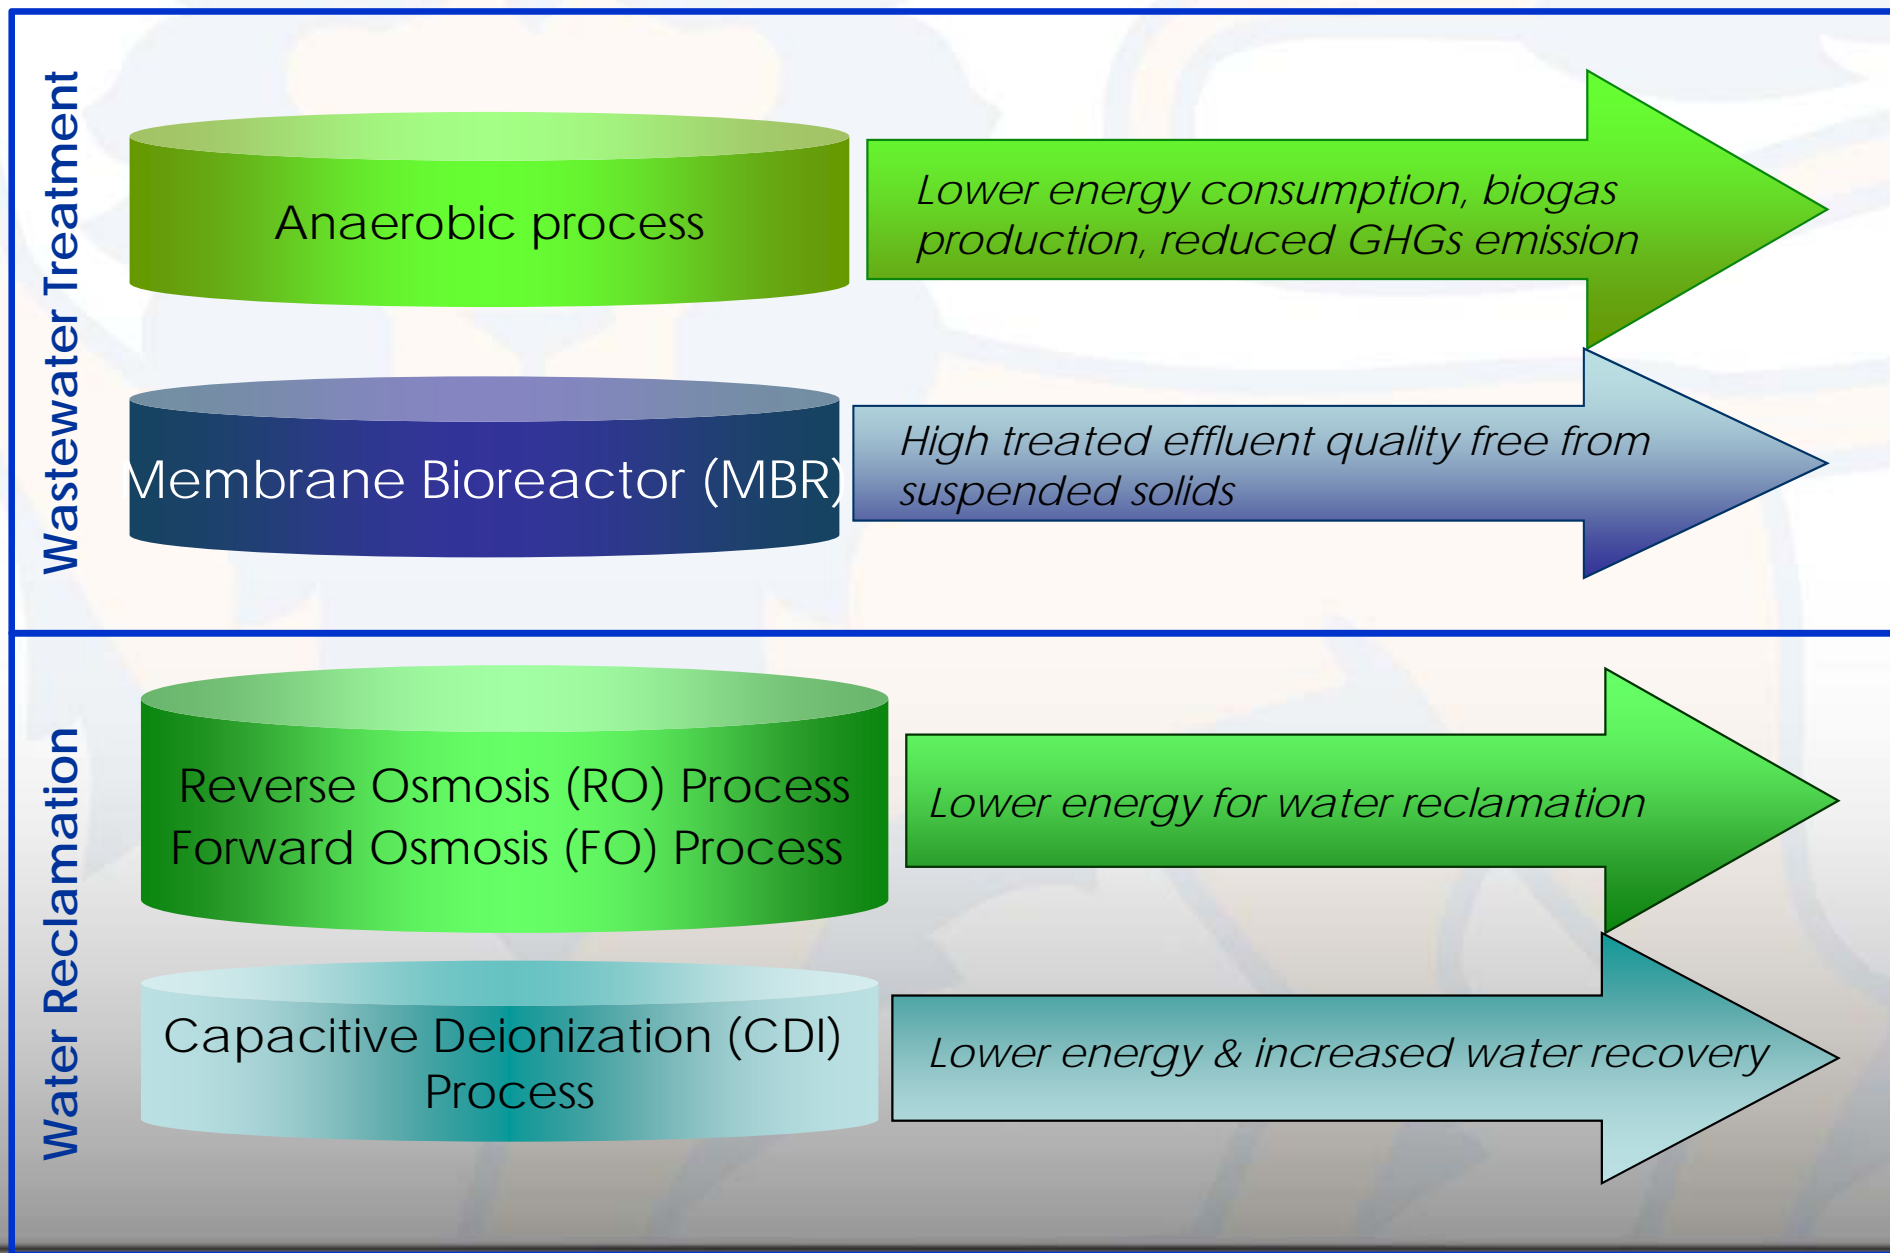 Wastewater Treatment
Anaerobic process
Lower energy consumption, biogas
production, reduced GHGs emission
Membrane Bioreactor (MBR)
High treated effluent quality free from
suspended solids
Water Reclamation
Reverse Osmosis (RO) Process
Forward Osmosis (FO) Process
Lower energy for water reclamation
Capacitive Deionization (CDI)
Process
Lower energy & increased water recovery